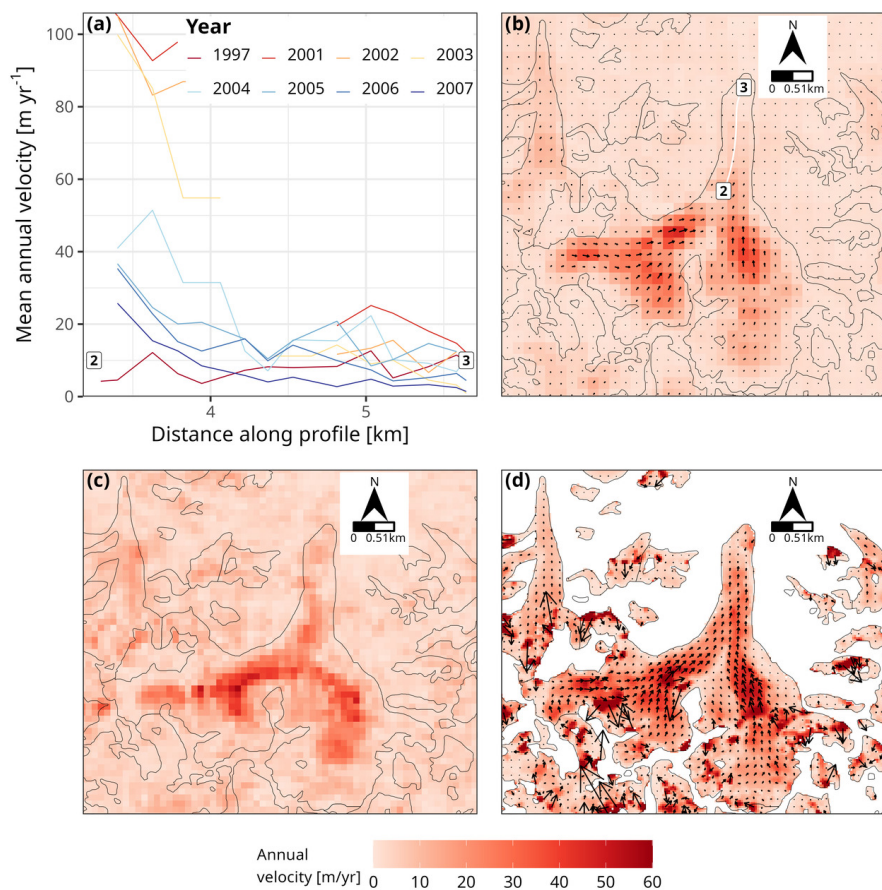 (a)
Year
1997 2001 2002 2003
2004 2005 2006 2007
Mean annual velocity [m yr⁻¹]
100
80
60
40
20
0
2
3
4 5
Distance along profile [km]
(b)
N
0 0.51km
3
2
(c)
N
0 0.51km
(d)
N
0 0.51km
Annual
velocity [m/yr]
0 10 20 30 40 50 60